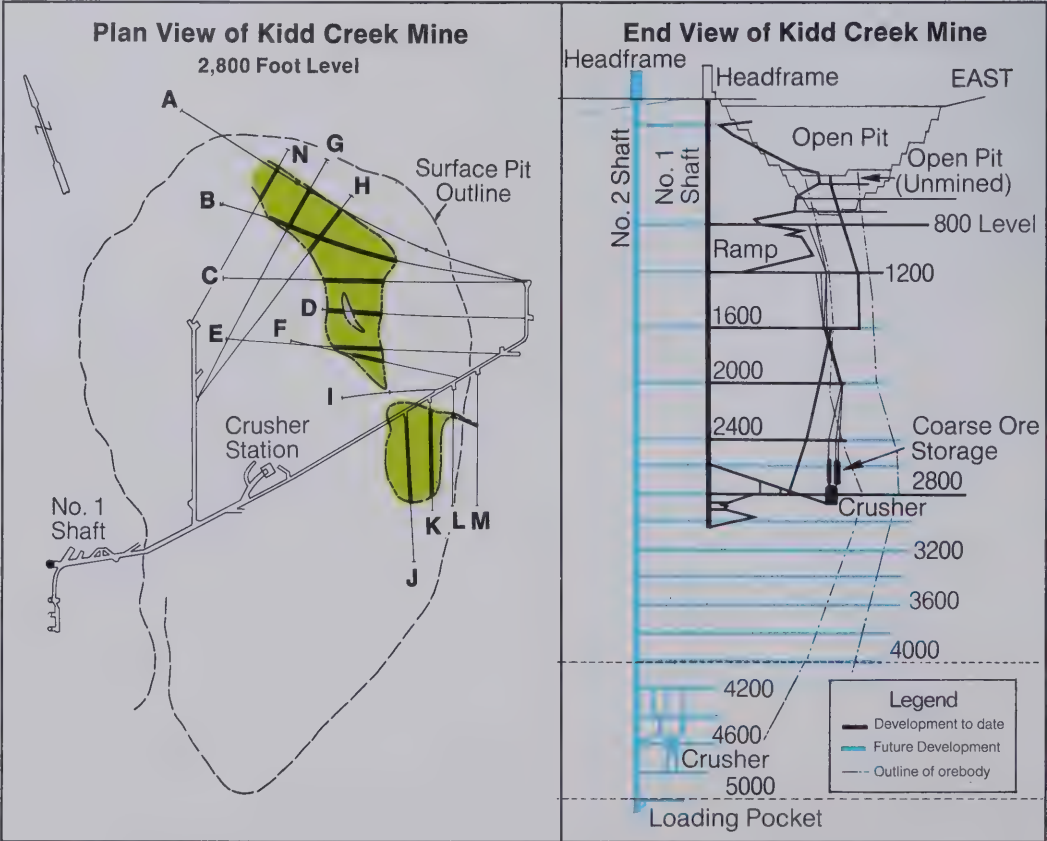 Plan View of Kidd Creek Mine
2,800 Foot Level
A
N
G
H
Surface Pit
Outline
B
C
D
E
F
I
Crusher
Station
No. 1
Shaft
K
L
M
J
End View of Kidd Creek Mine
Headframe
Headframe
EAST
Open Pit
Open Pit
(Unmined)
No. 2 Shaft
No. 1
Shaft
800 Level
Ramp
1200
1600
2000
2400
Coarse Ore
Storage
2800
Crusher
3200
3600
4000
4200
4600
Crusher
5000
Loading Pocket
Legend
Development to date
Future Development
Outline of orebody